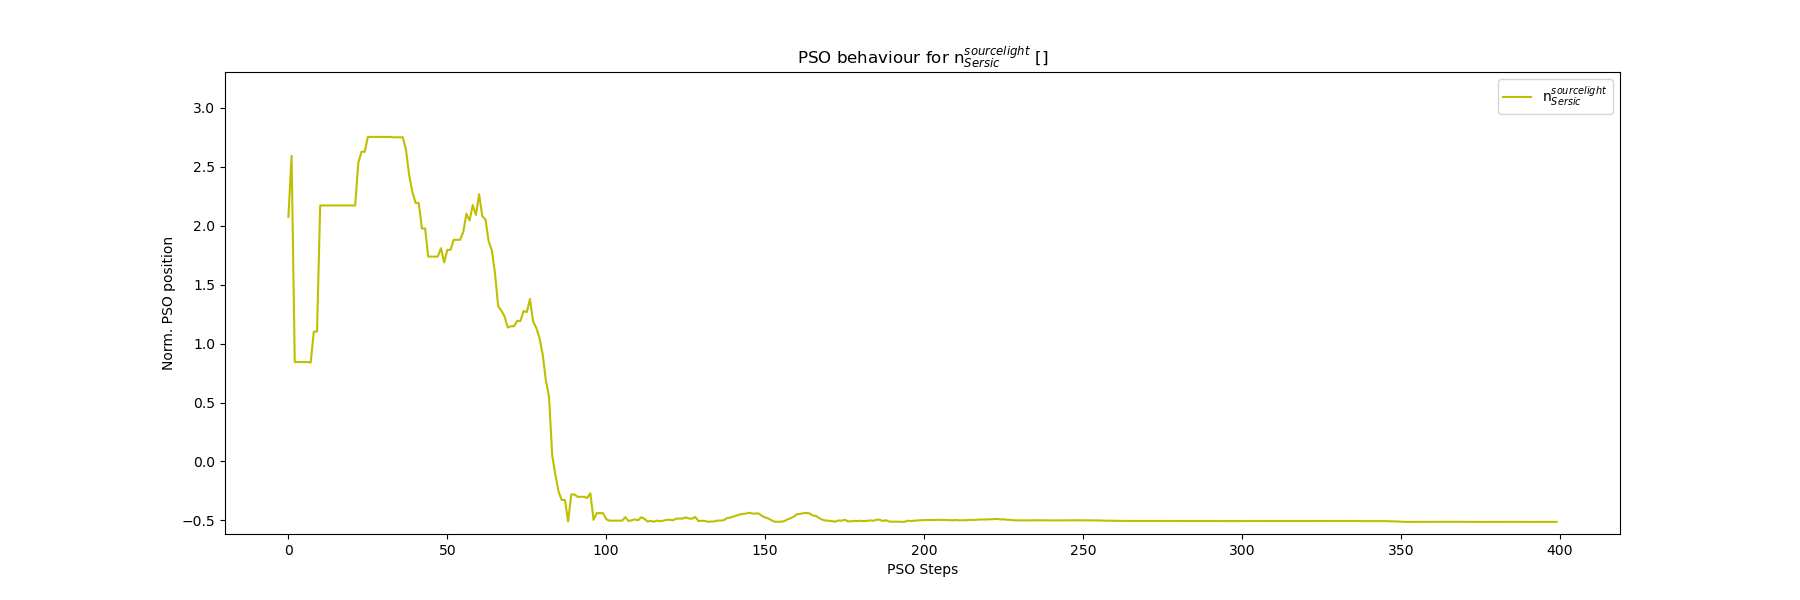 PSO behaviour for n^{sourcelight}_{Sersic} []
n^{sourcelight}_{Sersic}
Norm. PSO position
3.0
2.5
2.0
1.5
1.0
0.5
0.0
−0.5
0 50 100 150 200 250 300 350 400
PSO Steps